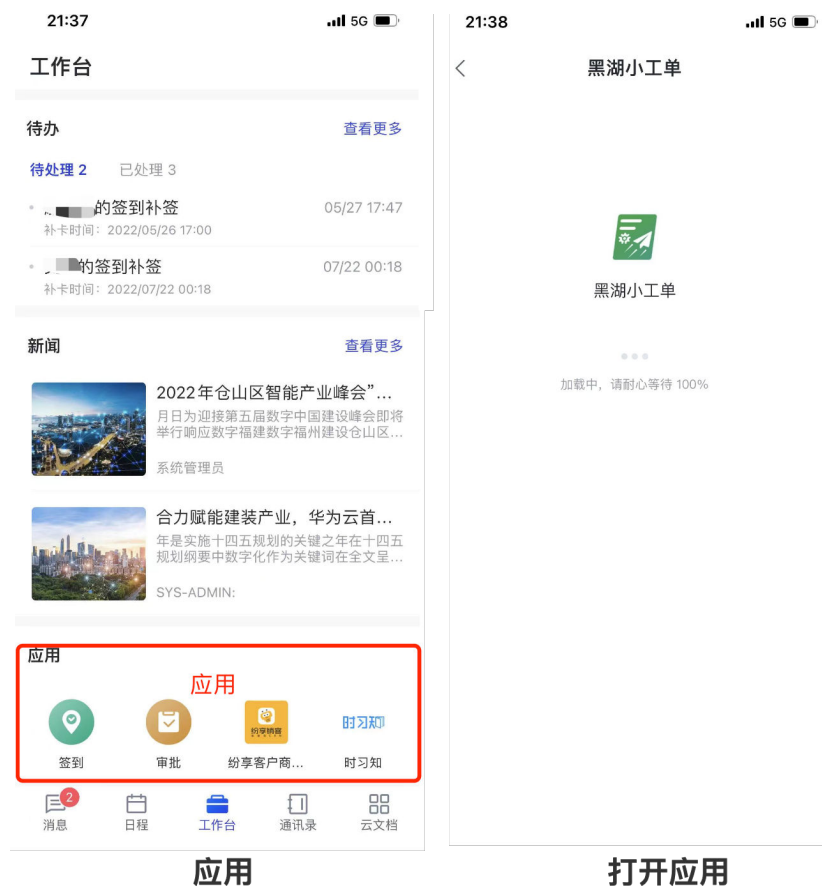 21:37
5G
工作台
待办
查看更多
待处理 2
已处理 3
的签到补签
05/27 17:47
补卡时间：2022/05/26 17:00
的签到补签
07/22 00:18
补卡时间：2022/07/22 00:18
新闻
查看更多
2022年仓山区智能产业峰会”...
月日为迎接第五届数字中国建设峰会即将
举行响应数字福建数字福州建设仓山区...
系统管理员
合力赋能建装产业，华为云首...
年是实施十四五规划的关键之年在十四五
规划纲要中数字化作为关键词在全文呈...
SYS-ADMIN:
应用
应用
纷享销客
时习知
签到
审批
纷享客户商...
时习知
2
消息
日程
工作台
通讯录
云文档
应用
21:38
5G
黑湖小工单
黑湖小工单
加载中，请耐心等待 100%
打开应用